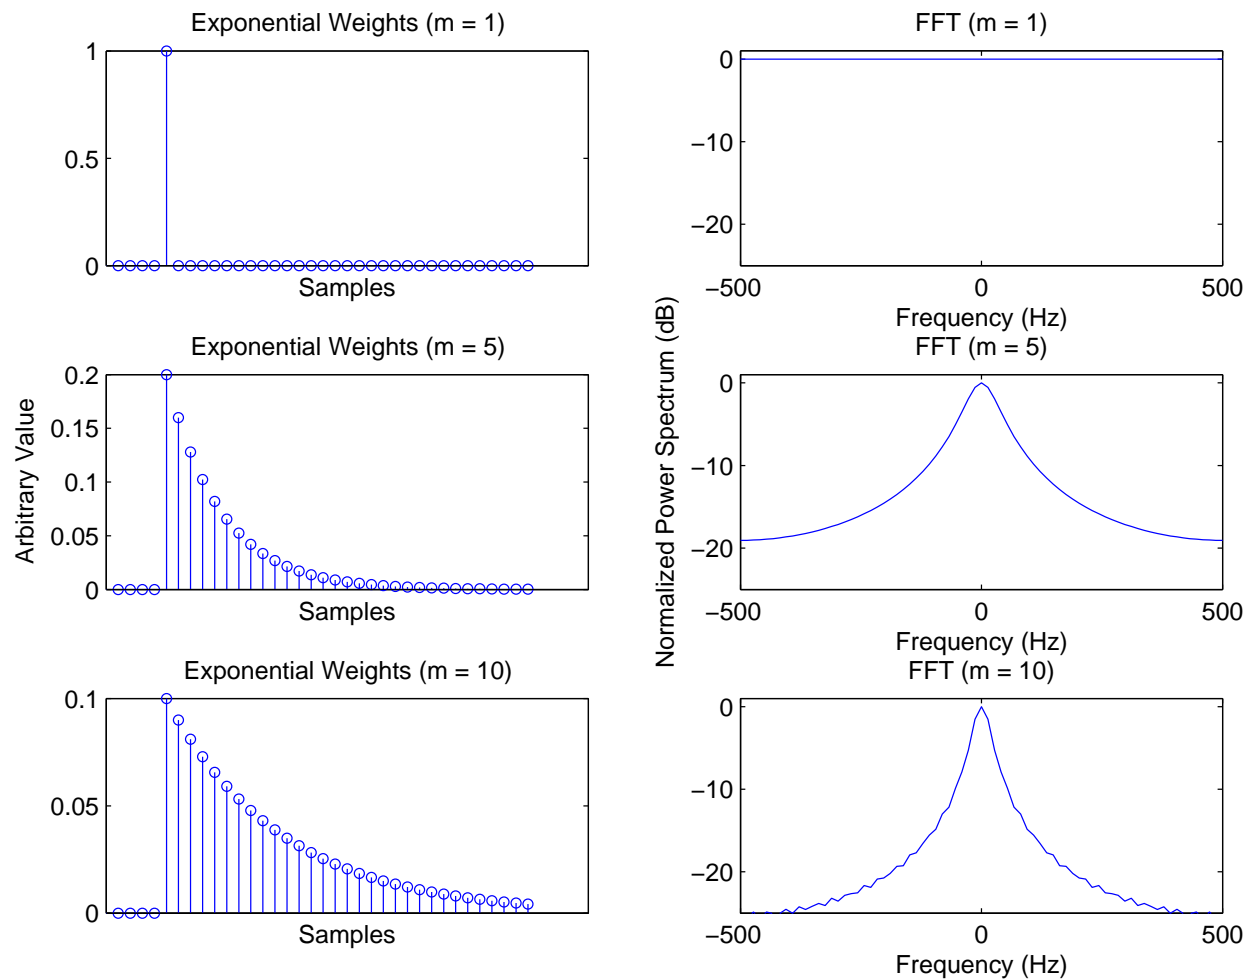 Exponential Weights (m = 1)
1
0.5
0
Samples
FFT (m = 1)
0
−10
−20
−500 0 500
Frequency (Hz)
Exponential Weights (m = 5)
Arbitrary Value
0.2
0.15
0.1
0.05
0
Samples
Normalized Power Spectrum (dB)
FFT (m = 5)
0
−10
−20
−500 0 500
Frequency (Hz)
Exponential Weights (m = 10)
0.1
0.05
0
Samples
FFT (m = 10)
0
−10
−20
−500 0 500
Frequency (Hz)